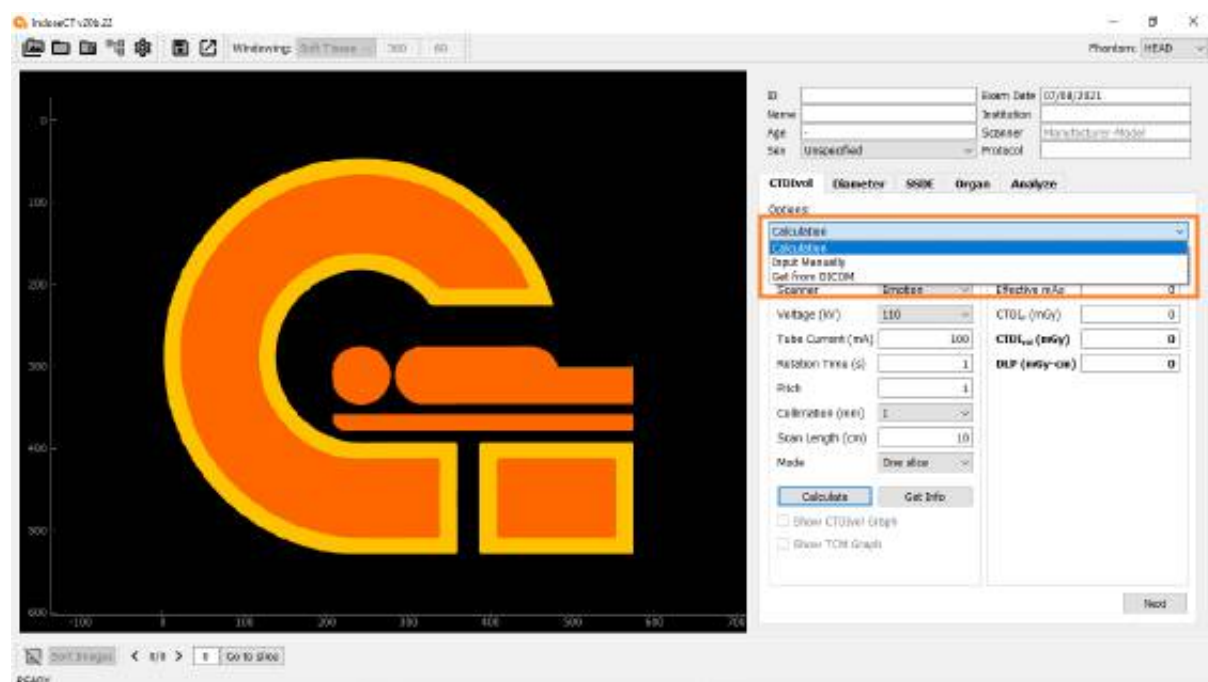 IndoseCT v20b.22
Windowing: Soft Tissue
Phantom: HEAD
ID
Exam Date 07/08/2021
Name
Institution
Age -
Scanner Manufacturer-Model
Sex Unspecified
Protocol
CTDIvol Diameter SSDE Organ Analyze
Options:
Calculation
Calculation
Input Manually
Get from DICOM
Scanner Emotion
Effective mAs 0
Voltage (kV) 110
CTDIw (mGy) 0
Tube Current (mA) 100
CTDIvol (mGy) 0
Rotation Time (s) 1
DLP (mGy-cm) 0
Pitch 1
Collimation (mm) 1
Scan Length (cm) 10
Mode One slice
Calculate Get Info
Show CTDIvol Graph
Show TCM Graph
Next
0
100
200
300
400
500
600
-100 100 200 300 400 500 600 700
Sort Images < 0/0 > 0 Go to slice
READY